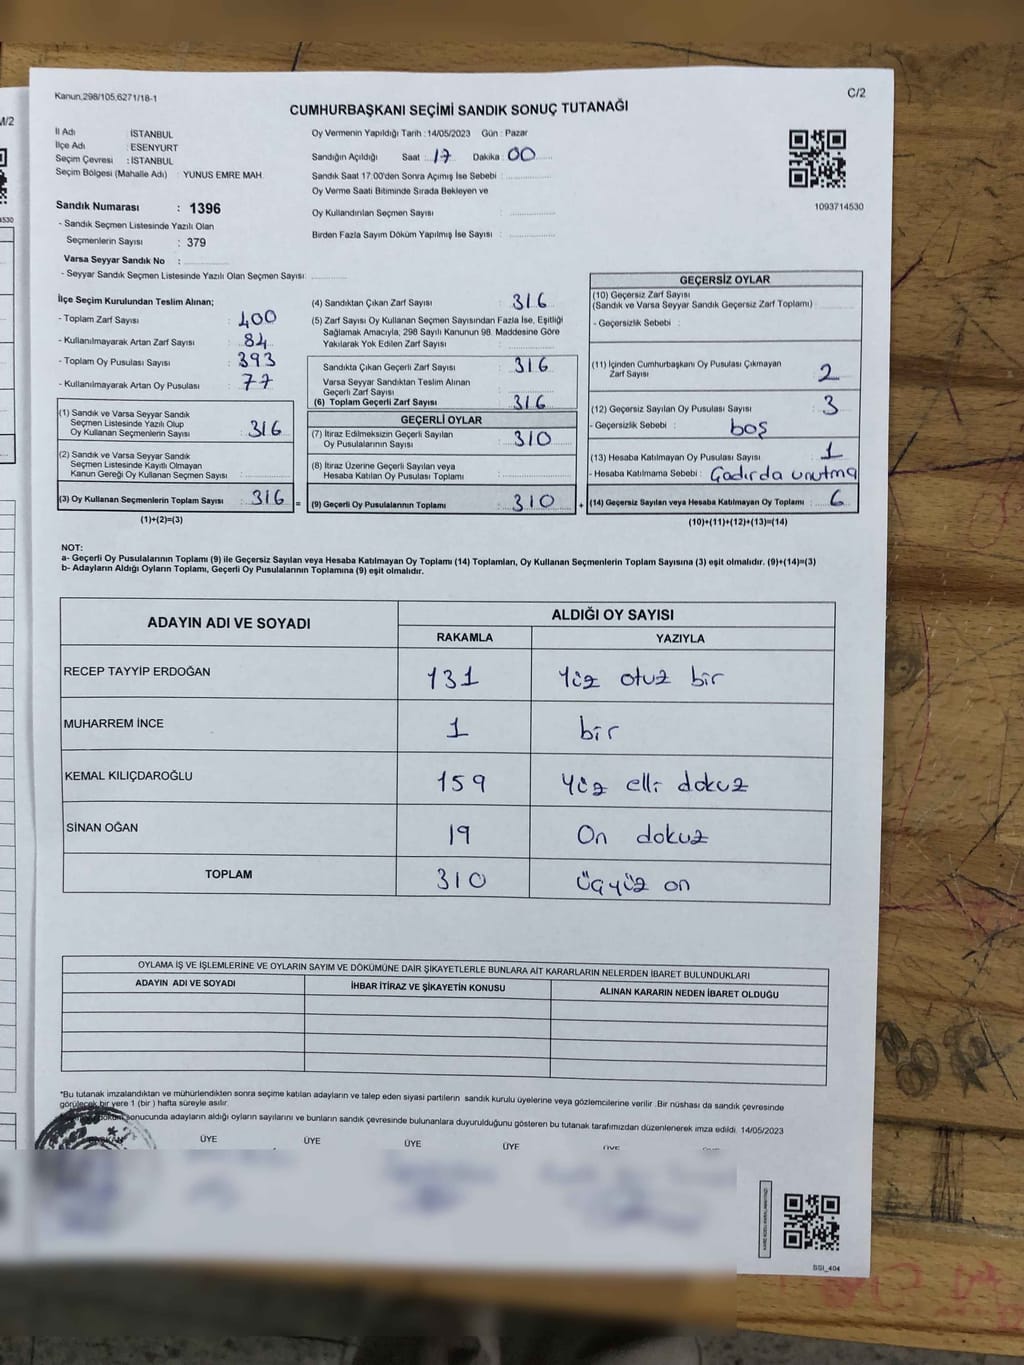 Kanun.298/105.6271/18-1
C/2
CUMHURBAŞKANI SEÇİMİ SANDIK SONUÇ TUTANAĞI
İl Adı : İSTANBUL
İlçe Adı : ESENYURT
Seçim Çevresi : İSTANBUL
Seçim Bölgesi (Mahalle Adı) : YUNUS EMRE MAH.
Sandık Numarası : 1396
- Sandık Seçmen Listesinde Yazılı Olan
Seçmenlerin Sayısı : 379
Varsa Seyyar Sandık No :
- Seyyar Sandık Seçmen Listesinde Yazılı Olan Seçmen Sayısı:
Oy Vermenin Yapıldığı Tarih : 14/05/2023 Gün : Pazar
Sandığın Açıldığı Saat : 17 Dakika : 00
Sandık Saat 17:00'den Sonra Açımış İse Sebebi :
Oy Verme Saati Bitiminde Sırada Bekleyen ve
Oy Kullandırılan Seçmen Sayısı :
Birden Fazla Sayım Döküm Yapılmış İse Sayısı :
1093714530
İlçe Seçim Kurulundan Teslim Alınan;
- Toplam Zarf Sayısı : 400
- Kullanılmayarak Artan Zarf Sayısı : 84
- Toplam Oy Pusulası Sayısı : 393
- Kullanılmayarak Artan Oy Pusulası : 77
(1) Sandık ve Varsa Seyyar Sandık
Seçmen Listesinde Yazılı Olup
Oy Kullanan Seçmenlerin Sayısı : 316
(2) Varsa Seyyar Sandık ve Sandık
Seçmen Listesinde Kayıtlı Olmayan
Kanun Gereği Oy Kullanan Seçmen Sayısı :
(3) Oy Kullanan Seçmenlerin Toplam Sayısı : 316
(1)+(2)=(3)
(4) Sandıktan Çıkan Zarf Sayısı : 316
(5) Zarf Sayısı Oy Kullanan Seçmen Sayısından Fazla İse, Eşitliği
Sağlamak Amacıyla; 298 Sayılı Kanunun 98. Maddesine Göre
Yakılarak Yok Edilen Zarf Sayısı :
Sandıkta Çıkan Geçerli Zarf Sayısı : 316
Varsa Seyyar Sandıktan Teslim Alınan
Geçerli Zarf Sayısı :
(6) Toplam Geçerli Zarf Sayısı : 316
GEÇERLİ OYLAR
(7) İtiraz Edilmeksizin Geçerli Sayılan
Oy Pusulalarının Sayısı : 310
(8) İtiraz Üzerine Geçerli Sayılan veya
Hesaba Katılan Oy Pusulası Toplamı :
= (9) Geçerli Oy Pusulalarının Toplamı : 310
GEÇERSİZ OYLAR
(10) Geçersiz Zarf Sayısı
(Sandık ve Varsa Seyyar Sandık Geçersiz Zarf Toplamı) :
- Geçersizlik Sebebi :
(11) İçinden Cumhurbaşkanı Oy Pusulası Çıkmayan
Zarf Sayısı : 2
(12) Geçersiz Sayılan Oy Pusulası Sayısı : 3
- Geçersizlik Sebebi : boş
(13) Hesaba Katılmayan Oy Pusulası Sayısı : 1
- Hesaba Katılmama Sebebi : Çadırda unutma
+ (14) Geçersiz Sayılan veya Hesaba Katılmayan Oy Toplamı : 6
(10)+(11)+(12)+(13)=(14)
NOT:
a- Geçerli Oy Pusulalarının Toplamı (9) ile Geçersiz Sayılan veya Hesaba Katılmayan Oy Toplamı (14) Toplamları, Oy Kullanan Seçmenlerin Toplam Sayısına (3) eşit olmalıdır. (9)+(14)=(3)
b- Adayların Aldığı Oyların Toplamı, Geçerli Oy Pusulalarının Toplamına (9) eşit olmalıdır.
ADAYIN ADI VE SOYADI ALDIĞI OY SAYISI
RAKAMLA YAZIYLA
RECEP TAYYİP ERDOĞAN 131 Yüz otuz bir
MUHARREM İNCE 1 bir
KEMAL KILIÇDAROĞLU 159 Yüz elli dokuz
SİNAN OĞAN 19 On dokuz
TOPLAM 310 üçyüz on
OYLAMA İŞ VE İŞLEMLERİNE VE OYLARIN SAYIM VE DÖKÜMÜNE DAİR ŞİKAYETLERLE BUNLARA AİT KARARLARIN NELERDEN İBARET BULUNDUKLARI
ADAYIN ADI VE SOYADI İHBAR İTİRAZ VE ŞİKAYETİN KONUSU ALINAN KARARIN NEDEN İBARET OLDUĞU
*Bu tutanak imzalandıktan ve mühürlendikten sonra seçime katılan adayların ve talep eden siyasi partilerin sandık kurulu üyelerine veya gözlemcilerine verilir. Bir nüshası da sandık çevresinde
görülecek bir yere 1 (bir) hafta süreyle asılır.
sonucunda adayların aldığı oyların sayılarını ve bunların sandık çevresinde bulunanlara duyurulduğunu gösteren bu tutanak tarafımızdan düzenlenerek imza edildi. 14/05/2023
BAŞKAN ÜYE ÜYE ÜYE ÜYE ÜYE
SSI_404
M/2
4530